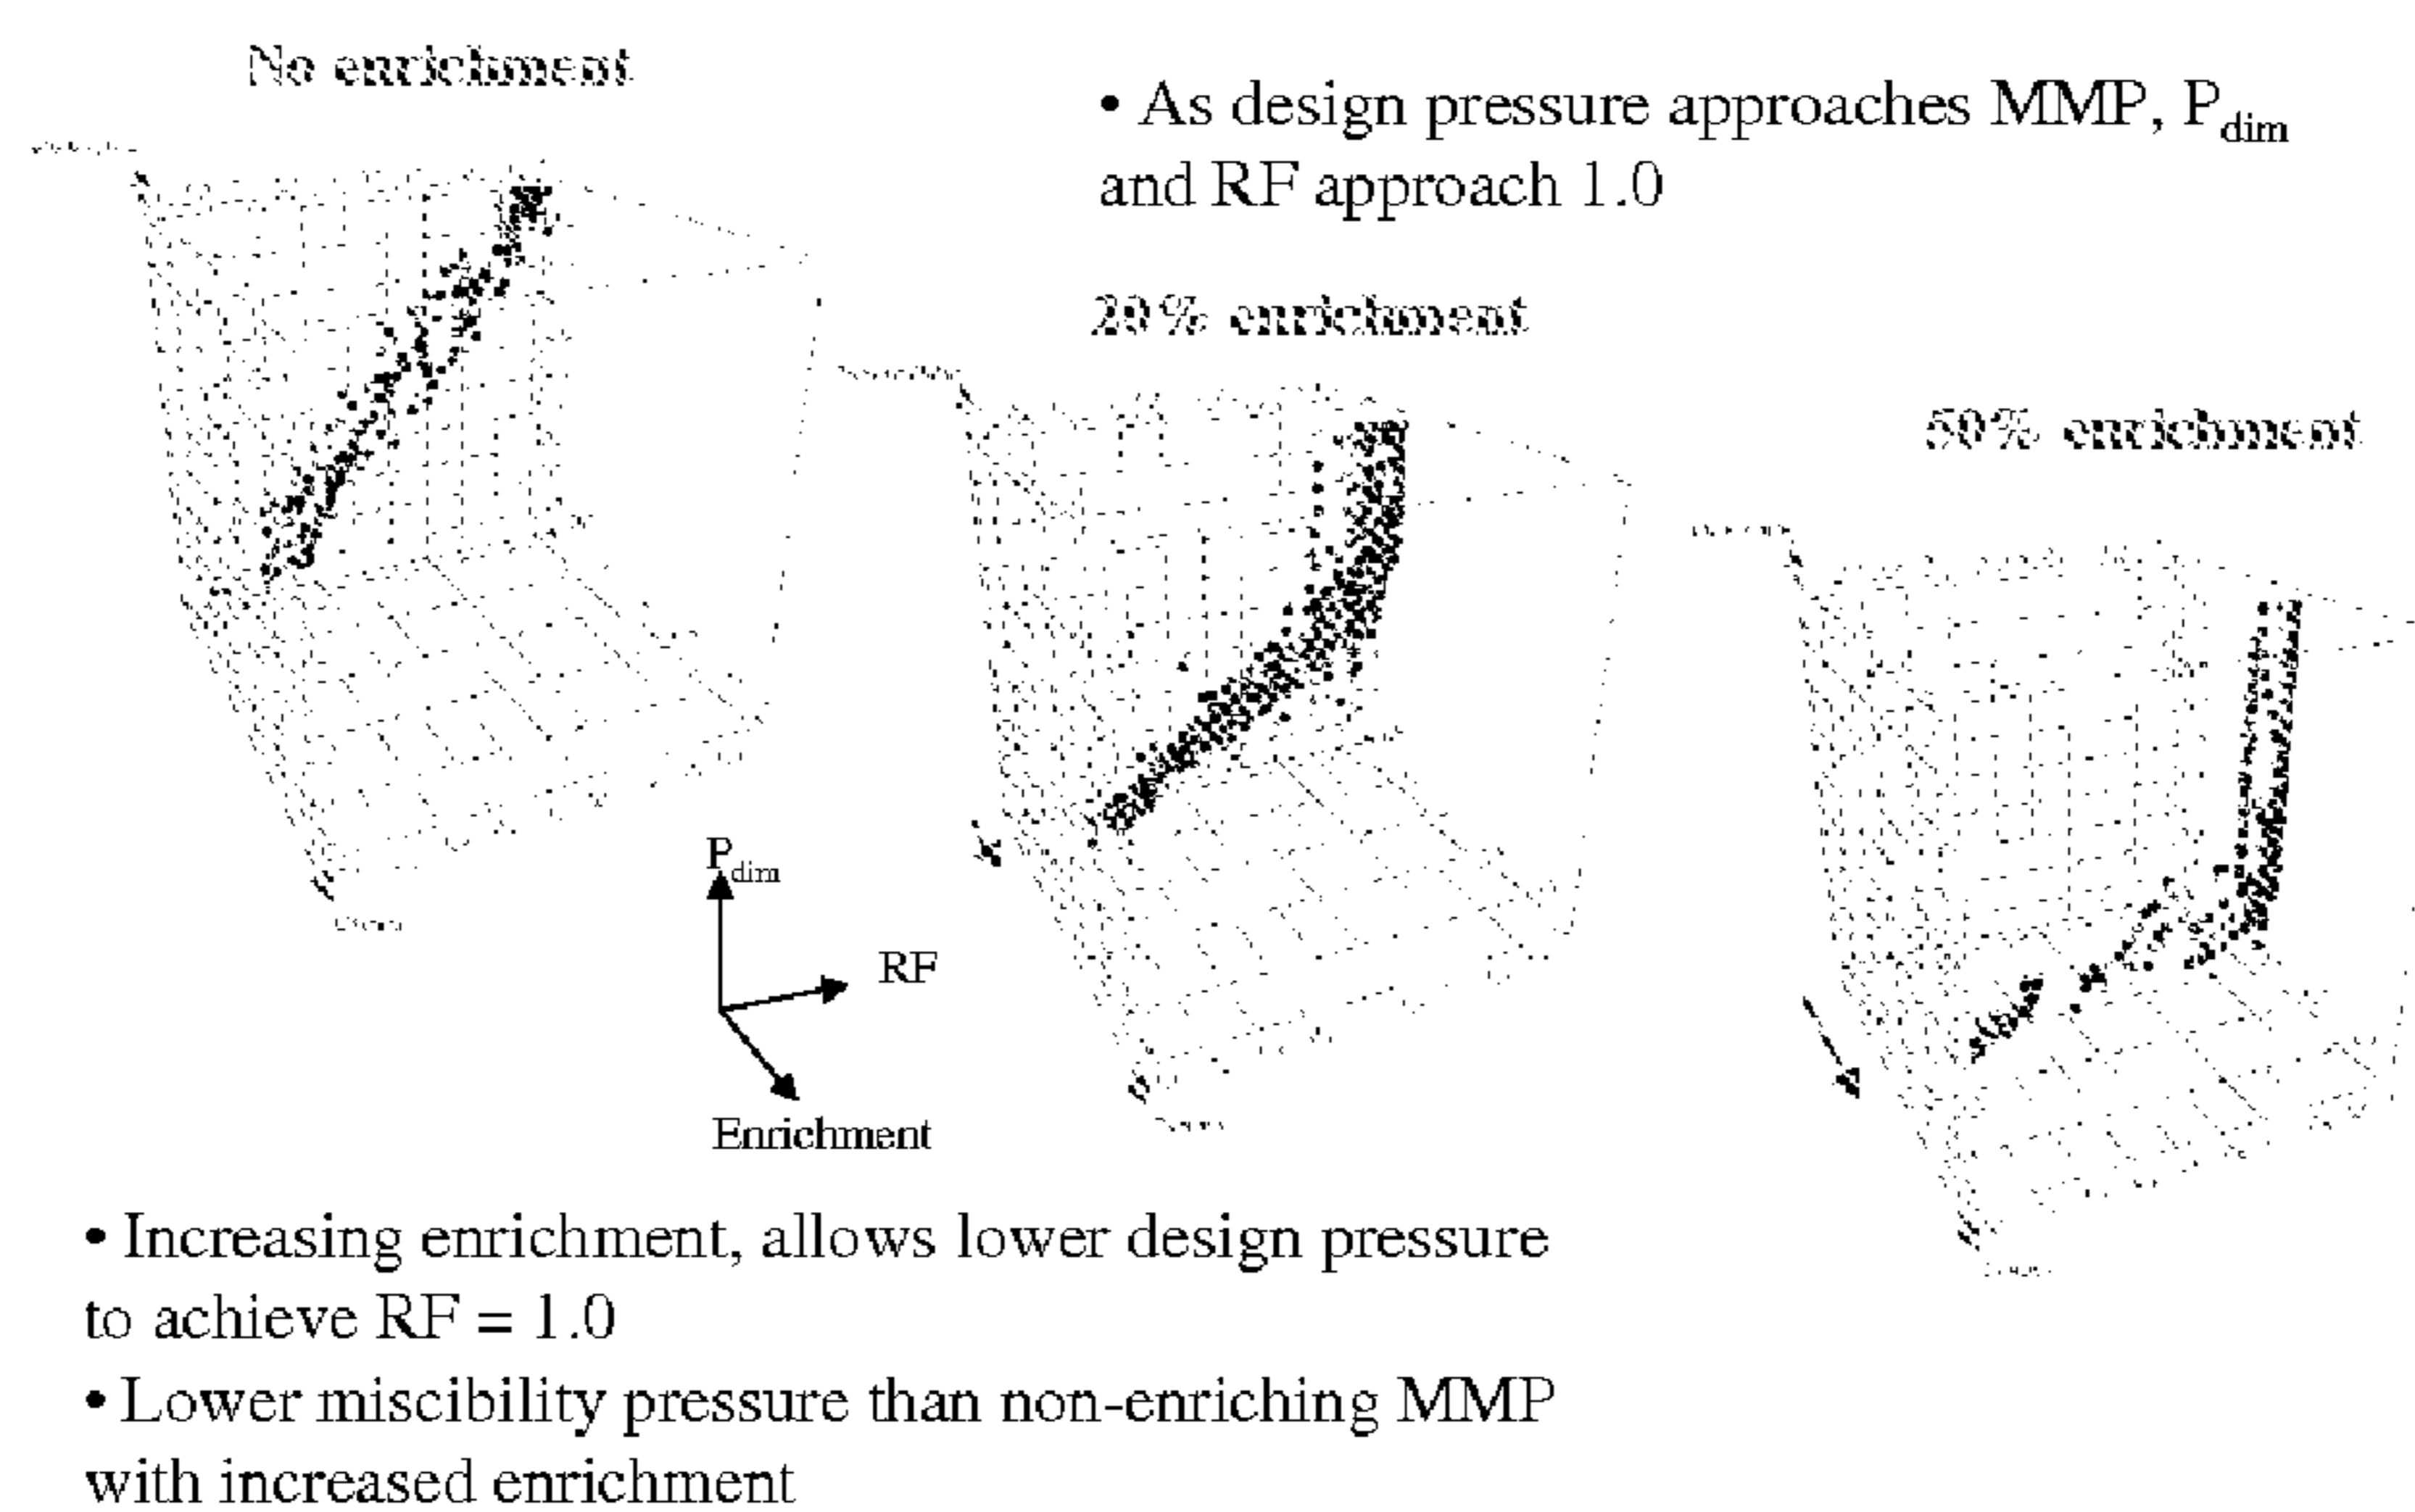 No enrichment
• As design pressure approaches MMP, Pdim
and RF approach 1.0
20% enrichment
50% enrichment
Pdim
RF
Enrichment
• Increasing enrichment, allows lower design pressure
to achieve RF = 1.0
• Lower miscibility pressure than non-enriching MMP
with increased enrichment